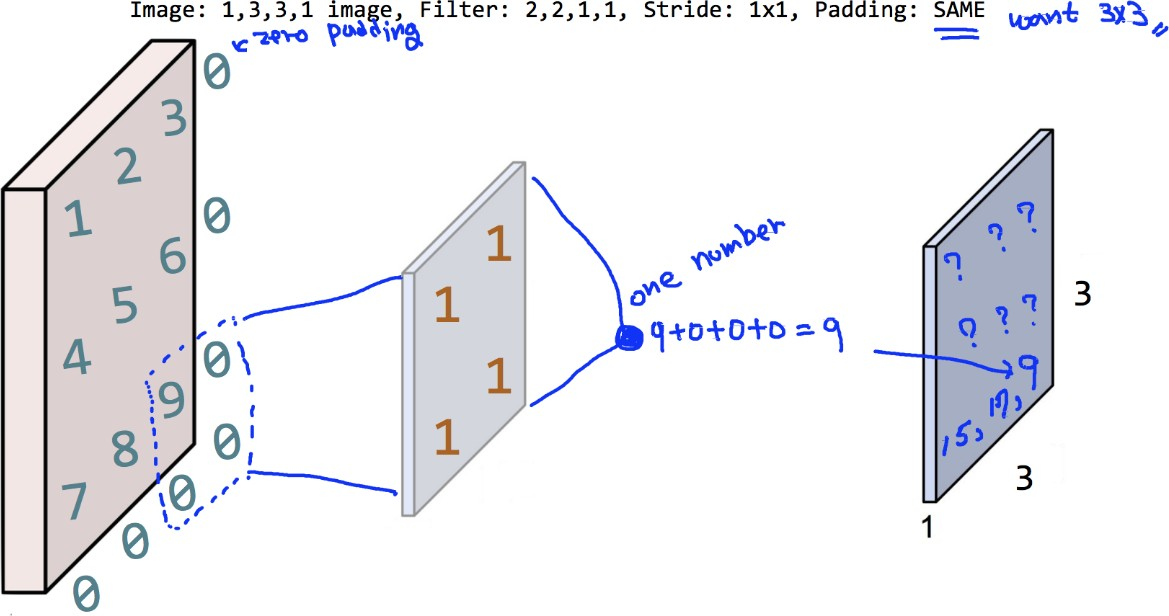 Image: 1,3,3,1 image, Filter: 2,2,1,1, Stride: 1x1, Padding: SAME want 3x3
zero padding
1 2 3 0
4 5 6 0
7 8 9 0
0 0 0 0
1 1
1 1
one number
9+0+0+0=9
? ? ?
? ? ?
15, 17, 9
3
3
1